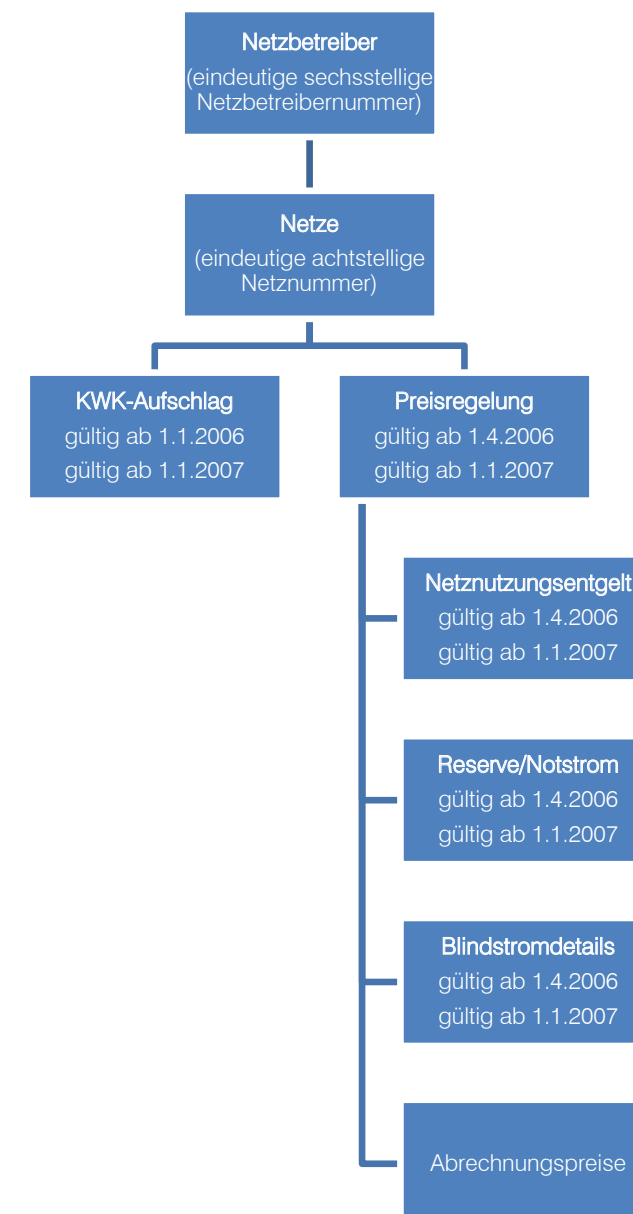 Netzbetreiber
(eindeutige sechsstellige
Netzbetreibernummer)
Netze
(eindeutige achtstellige
Netznummer)
KWK-Aufschlag
gültig ab 1.1.2006
gültig ab 1.1.2007
Preisregelung
gültig ab 1.4.2006
gültig ab 1.1.2007
Netznutzungsentgelt
gültig ab 1.4.2006
gültig ab 1.1.2007
Reserve/Notstrom
gültig ab 1.4.2006
gültig ab 1.1.2007
Blindstromdetails
gültig ab 1.4.2006
gültig ab 1.1.2007
Abrechnungspreise